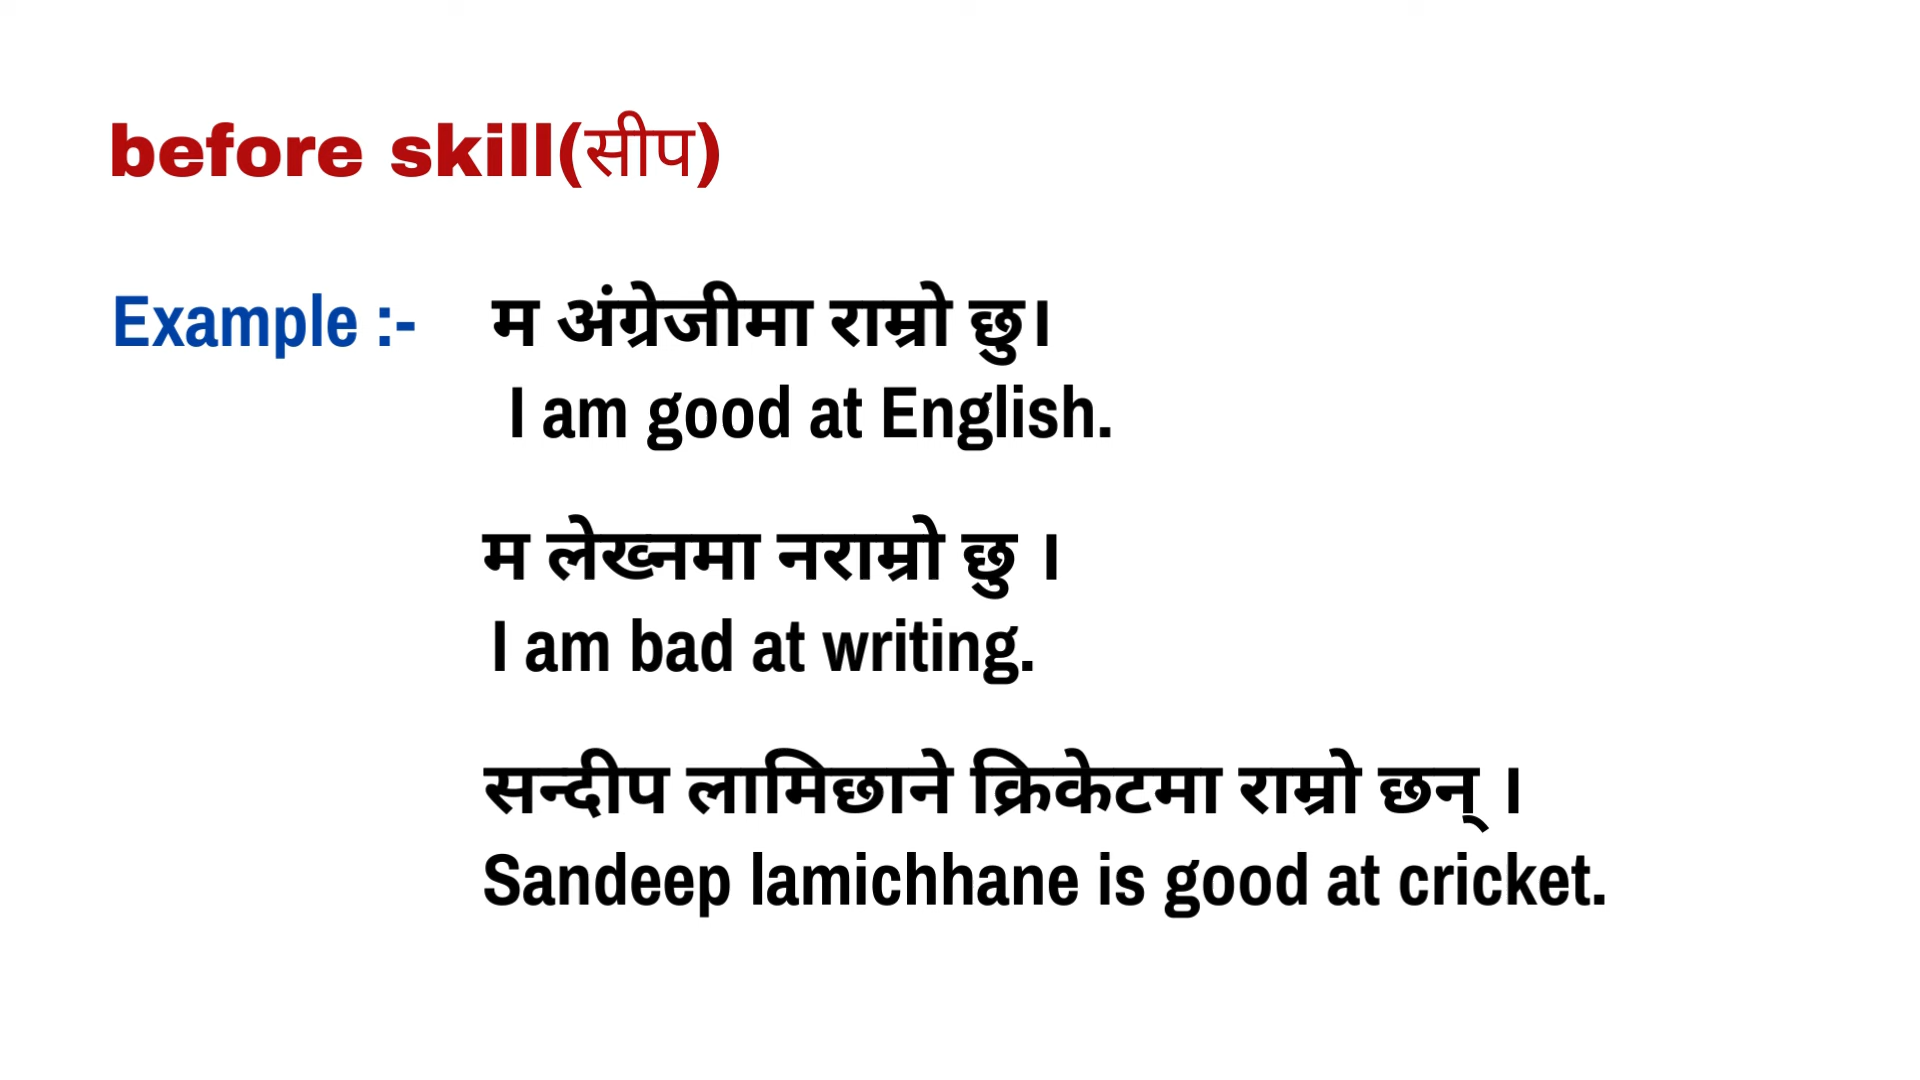 before skill(सीप)
Example :- म अंग्रेजीमा राम्रो छु।
I am good at English.
म लेख्नमा नराम्रो छु ।
I am bad at writing.
सन्दीप लामिछाने क्रिकेटमा राम्रो छन् ।
Sandeep lamichhane is good at cricket.